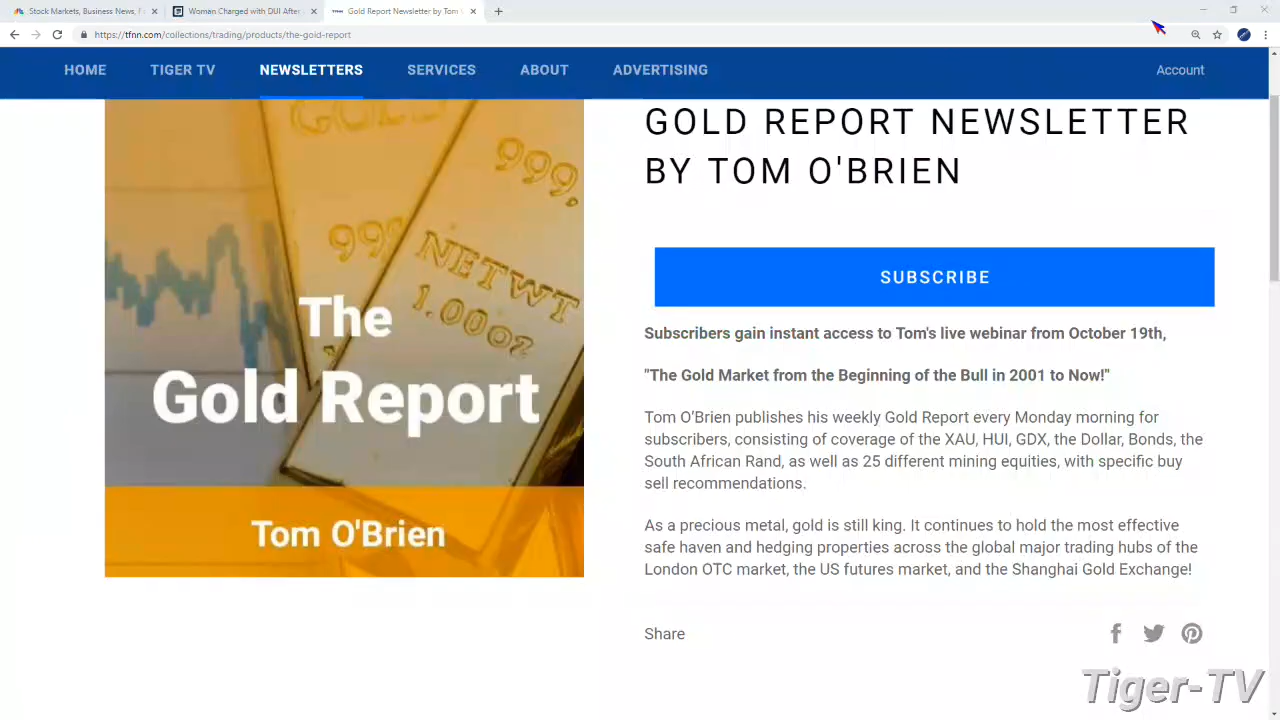 Stock Markets, Business News, F
Woman Charged with DUI After
Gold Report Newsletter by Tom
https://tfnn.com/collections/trading/products/the-gold-report
HOME TIGER TV NEWSLETTERS SERVICES ABOUT ADVERTISING Account
GOLD REPORT NEWSLETTER
BY TOM O'BRIEN
GOLD
999,
999
NETWT
1.000Z
The
Gold Report
Tom O'Brien
SUBSCRIBE
Subscribers gain instant access to Tom's live webinar from October 19th,
"The Gold Market from the Beginning of the Bull in 2001 to Now!"
Tom O'Brien publishes his weekly Gold Report every Monday morning for
subscribers, consisting of coverage of the XAU, HUI, GDX, the Dollar, Bonds, the
South African Rand, as well as 25 different mining equities, with specific buy
sell recommendations.
As a precious metal, gold is still king. It continues to hold the most effective
safe haven and hedging properties across the global major trading hubs of the
London OTC market, the US futures market, and the Shanghai Gold Exchange!
Share
Tiger-TV